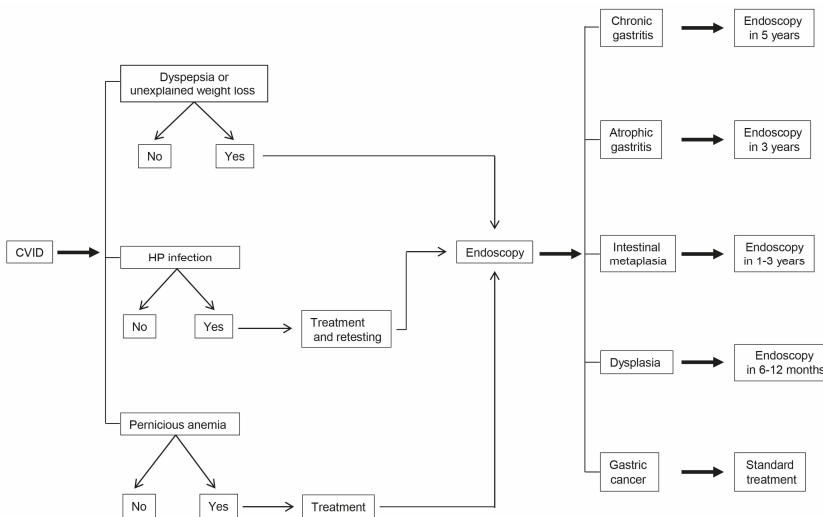 CVID
Dyspepsia or
unexplained weight loss
No
Yes
HP infection
No
Yes
Treatment
and retesting
Pernicious anemia
No
Yes
Treatment
Endoscopy
Chronic
gastritis
Endoscopy
in 5 years
Atrophic
gastritis
Endoscopy
in 3 years
Intestinal
metaplasia
Endoscopy
in 1-3 years
Dysplasia
Endoscopy
in 6-12 months
Gastric
cancer
Standard
treatment